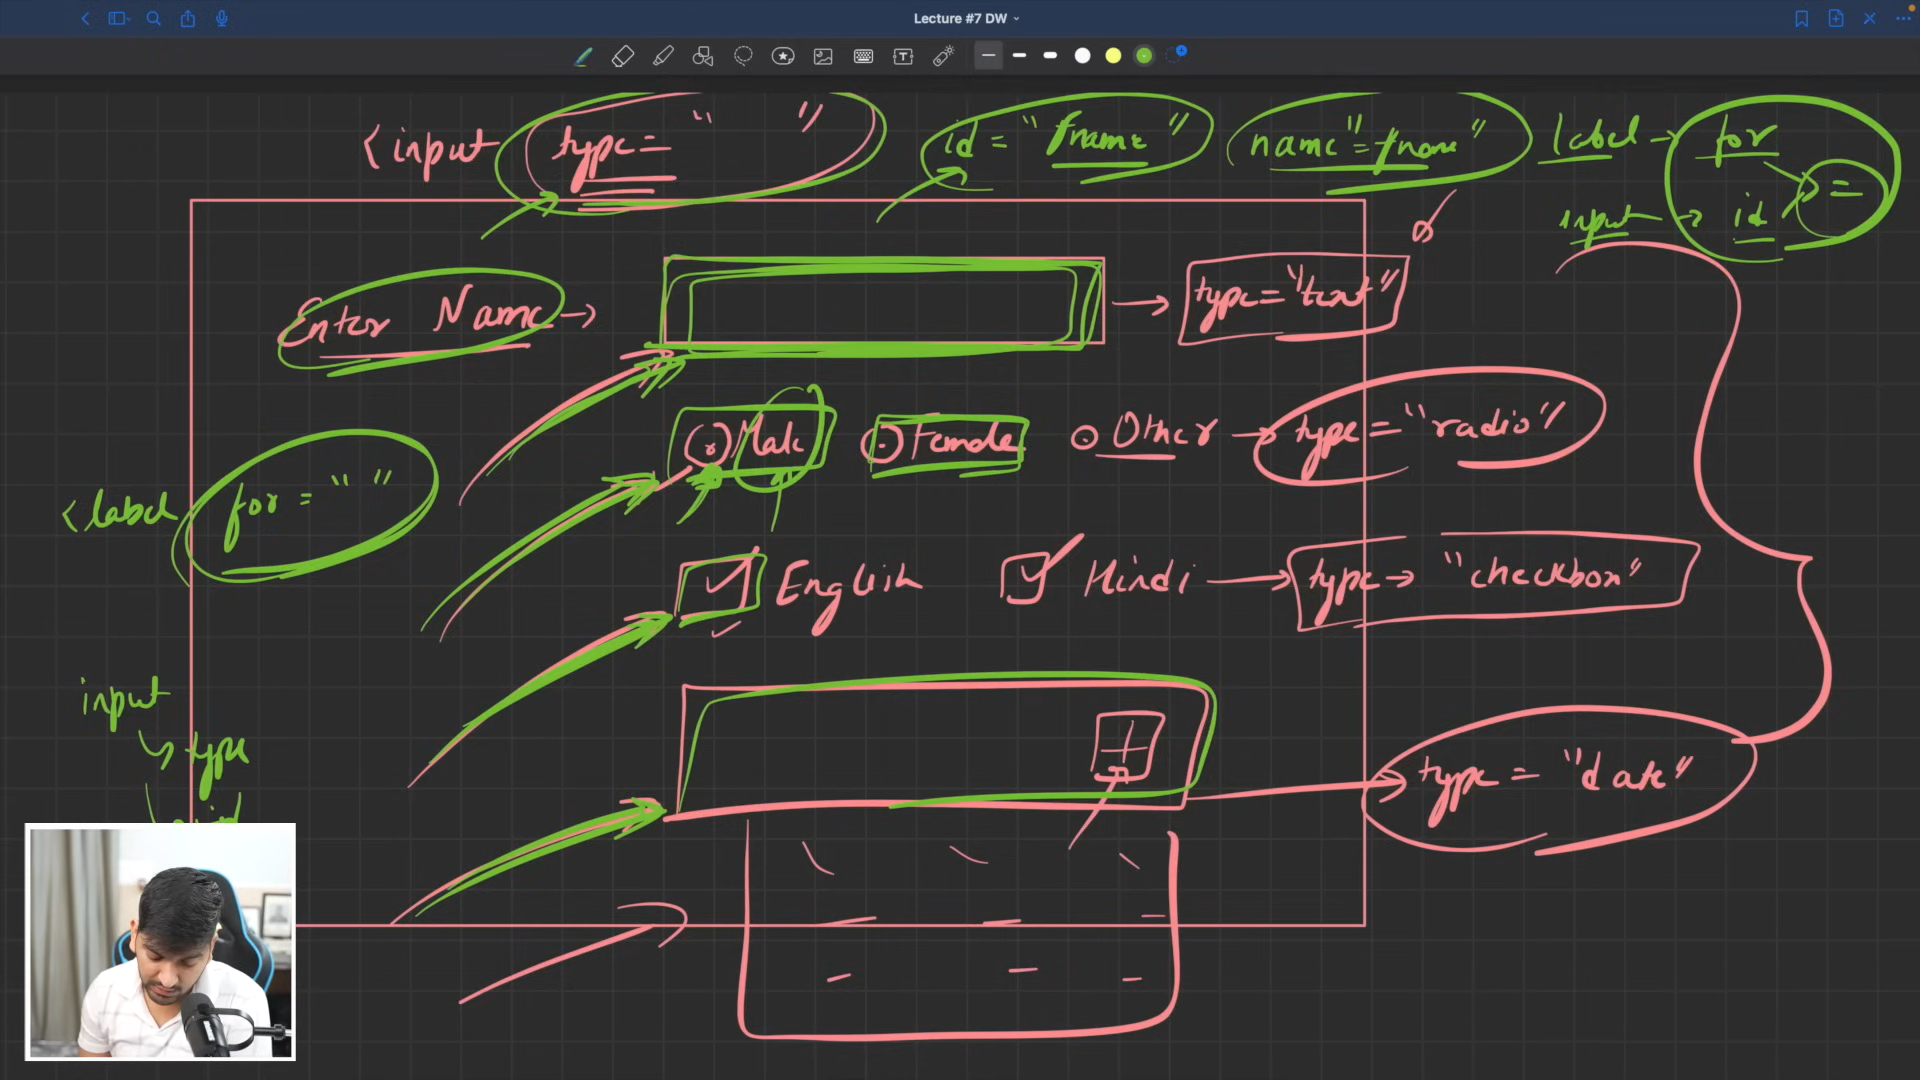 Lecture #7 DW
<input type= " " id = "fname" name="fname" label → for
input → id =
Enter Name → → type="text"
Male Female Other → type="radio"
<label for = " "
English Hindi → type → "checkbox"
input
type
id
type = "date"